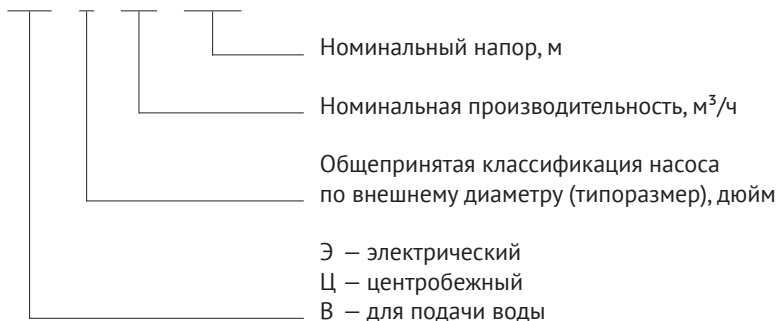 Номинальный напор, м
Номинальная производительность, м³/ч
Общепринятая классификация насоса
по внешнему диаметру (типоразмер), дюйм
Э — электрический
Ц — центробежный
В — для подачи воды